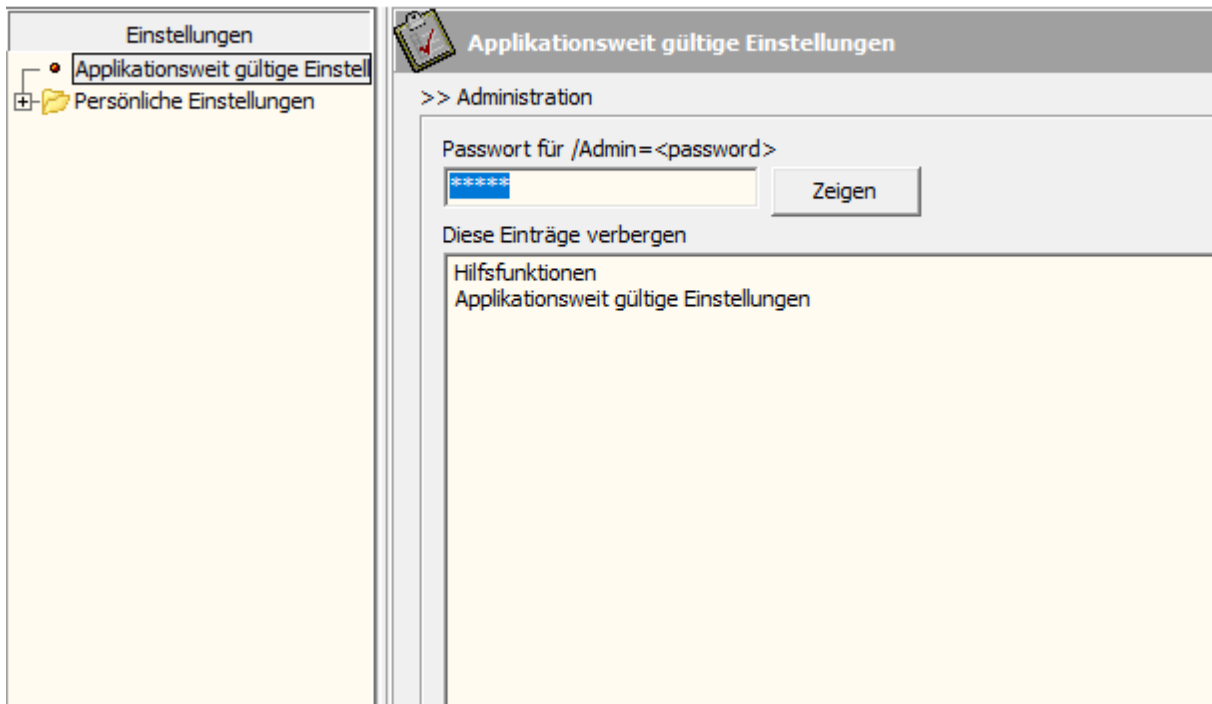 Einstellungen
Applikationsweit gültige Einstell
Persönliche Einstellungen
Applikationsweit gültige Einstellungen
>> Administration
Passwort für /Admin=<password>
*****
Zeigen
Diese Einträge verbergen
Hilfsfunktionen
Applikationsweit gültige Einstellungen